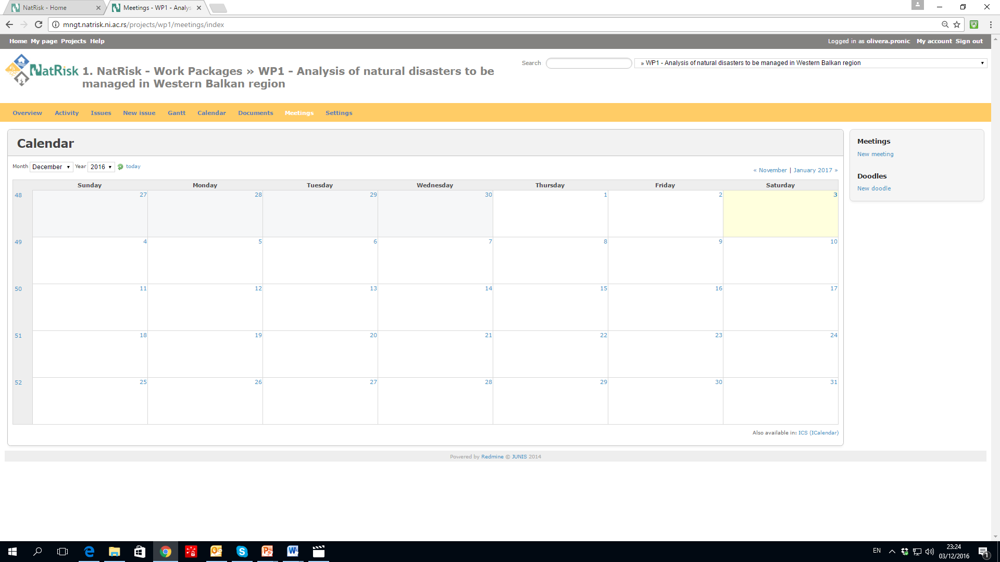 NatRisk - Home
Meetings - WP1 - Analys
mngt.natrisk.ni.ac.rs/projects/wp1/meetings/index
Home My page Projects Help
Logged in as olivera.pronic My account Sign out
NatRisk
1. NatRisk - Work Packages » WP1 - Analysis of natural disasters to be
managed in Western Balkan region
Search
» WP1 - Analysis of natural disasters to be managed in Western Balkan region
Overview Activity Issues New issue Gantt Calendar Documents Meetings Settings
Calendar
Month December Year 2016 today
« November | January 2017 »
Sunday Monday Tuesday Wednesday Thursday Friday Saturday
48 27 28 29 30 1 2 3
49 4 5 6 7 8 9 10
50 11 12 13 14 15 16 17
51 18 19 20 21 22 23 24
52 25 26 27 28 29 30 31
Also available in: ICS (ICalendar)
Meetings
New meeting
Doodles
New doodle
Powered by Redmine © JUNIS 2014
EN
23:24
03/12/2016
1